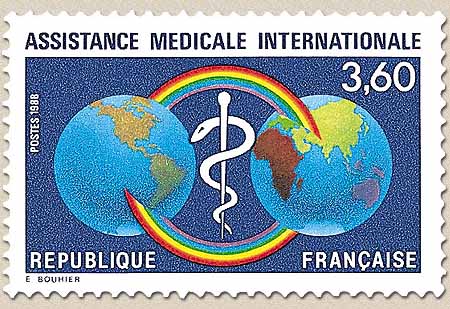 ASSISTANCE MEDICALE INTERNATIONALE
3,60
POSTES 1988
REPUBLIQUE FRANÇAISE
E BOUHIER